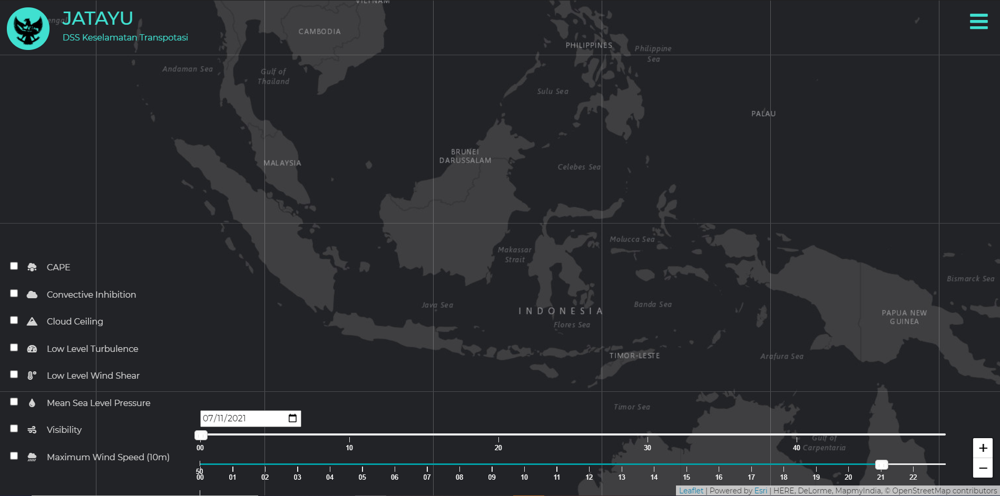 VIETNAM
JATAYU
DSS Keselamatan Transpotasi
CAMBODIA
PHILIPPINES
Philippine
Sea
Andaman Sea
Gulf of
Thailand
Sulu Sea
PALAU
MALAYSIA
BRUNEI
DARUSSALAM
Celebes Sea
Molucca Sea
Makassar
Strait
Bismarck Sea
Java Sea
INDONESIA
Banda Sea
Flores Sea
PAPUA NEW
GUINEA
TIMOR-LESTE
Arafura Sea
Timor Sea
Gulf of
Carpentaria
CAPE
Convective Inhibition
Cloud Ceiling
Low Level Turbulence
Low Level Wind Shear
Mean Sea Level Pressure
Visibility
Maximum Wind Speed (10m)
07/11/2021
00 10 20 30 40
50
00 01 02 03 04 05 06 07 08 09 10 11 12 13 14 15 16 17 18 19 20 21 22
+
−
Leaflet | Powered by Esri | HERE, DeLorme, MapmyIndia, © OpenStreetMap contributors